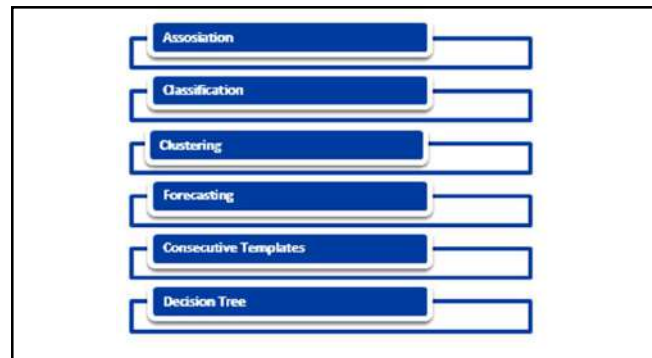 Assosiation
Classification
Clustering
Forecasting
Consecutive Templates
Decision Tree